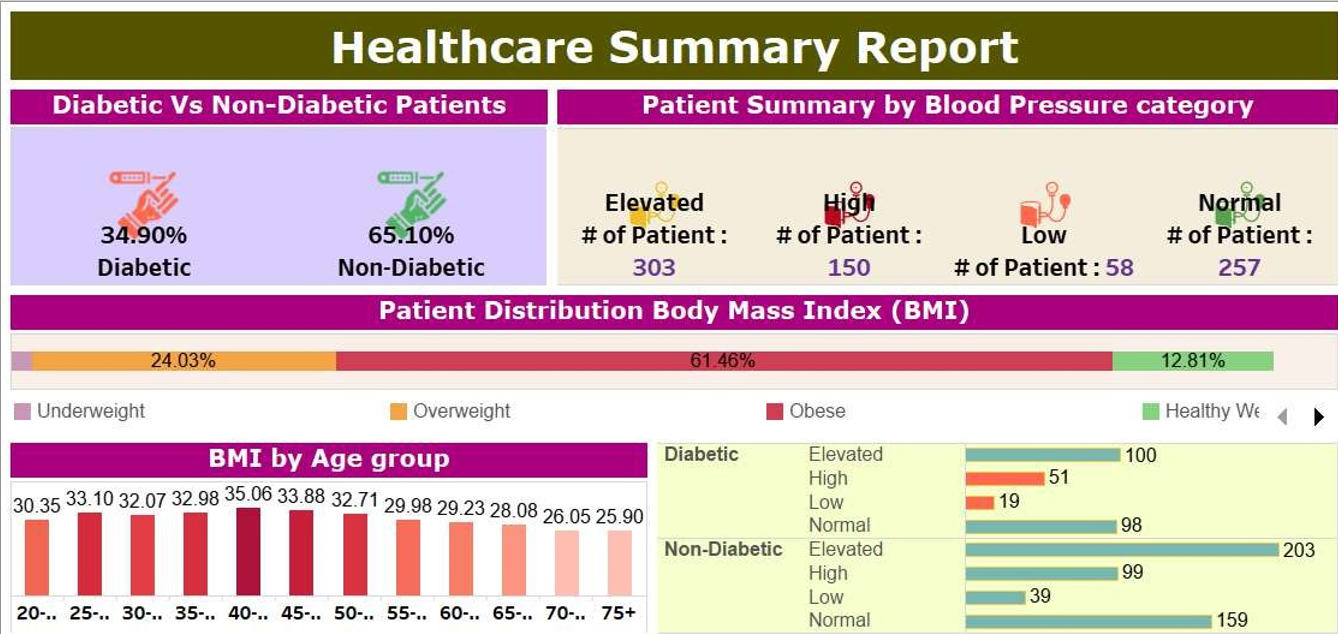 Healthcare Summary Report
Diabetic Vs Non-Diabetic Patients
34.90%
Diabetic
65.10%
Non-Diabetic
Patient Summary by Blood Pressure category
Elevated
# of Patient :
303
High
# of Patient :
150
Low
# of Patient : 58
Normal
# of Patient :
257
Patient Distribution Body Mass Index (BMI)
24.03% 61.46% 12.81%
Underweight Overweight Obese Healthy We
BMI by Age group
30.35 33.10 32.07 32.98 35.06 33.88 32.71 29.98 29.23 28.08 26.05 25.90
20-.. 25-.. 30-.. 35-.. 40-.. 45-.. 50-.. 55-.. 60-.. 65-.. 70-.. 75+
Diabetic Elevated 100
High 51
Low 19
Normal 98
Non-Diabetic Elevated 203
High 99
Low 39
Normal 159